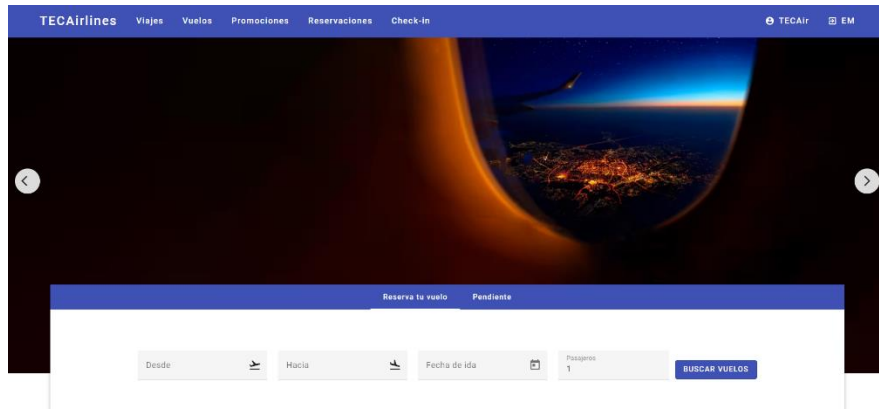 TECAirlines Viajes Vuelos Promociones Reservaciones Check-in TECAir EM
Reserva tu vuelo Pendiente
Desde Hacia Fecha de ida Pasajeros 1 BUSCAR VUELOS